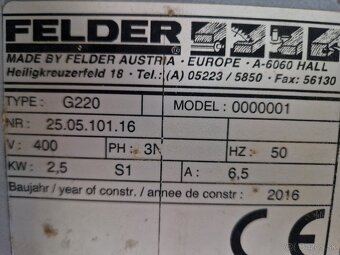 FELDER®
MADE BY FELDER AUSTRIA · EUROPE · A-6060 HALL
Heiligkreuzerfeld 18 · Tel.: (A) 05223 / 5850 · Fax: 56130
TYPE: G220 MODEL: 0000001
NR: 25.05.101.16
V: 400 PH: 3N HZ: 50
KW: 2,5 S1 A: 6,5
Baujahr / year of constr. / annee de constr: 2016
CE